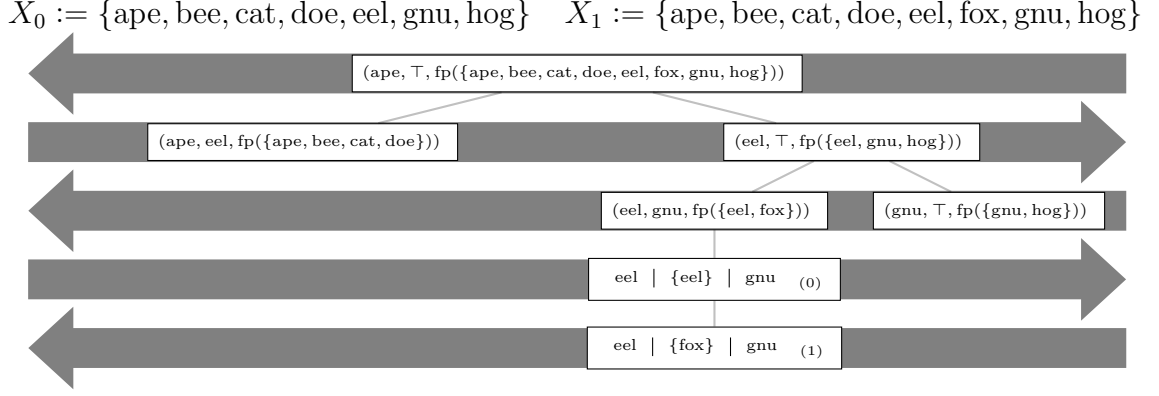 X₀ := {ape, bee, cat, doe, eel, gnu, hog} X₁ := {ape, bee, cat, doe, eel, fox, gnu, hog}
(ape, ⊤, fp({ape, bee, cat, doe, eel, fox, gnu, hog}))
(ape, eel, fp({ape, bee, cat, doe})) (eel, ⊤, fp({eel, gnu, hog}))
(eel, gnu, fp({eel, fox})) (gnu, ⊤, fp({gnu, hog}))
eel | {eel} | gnu (0)
eel | {fox} | gnu (1)